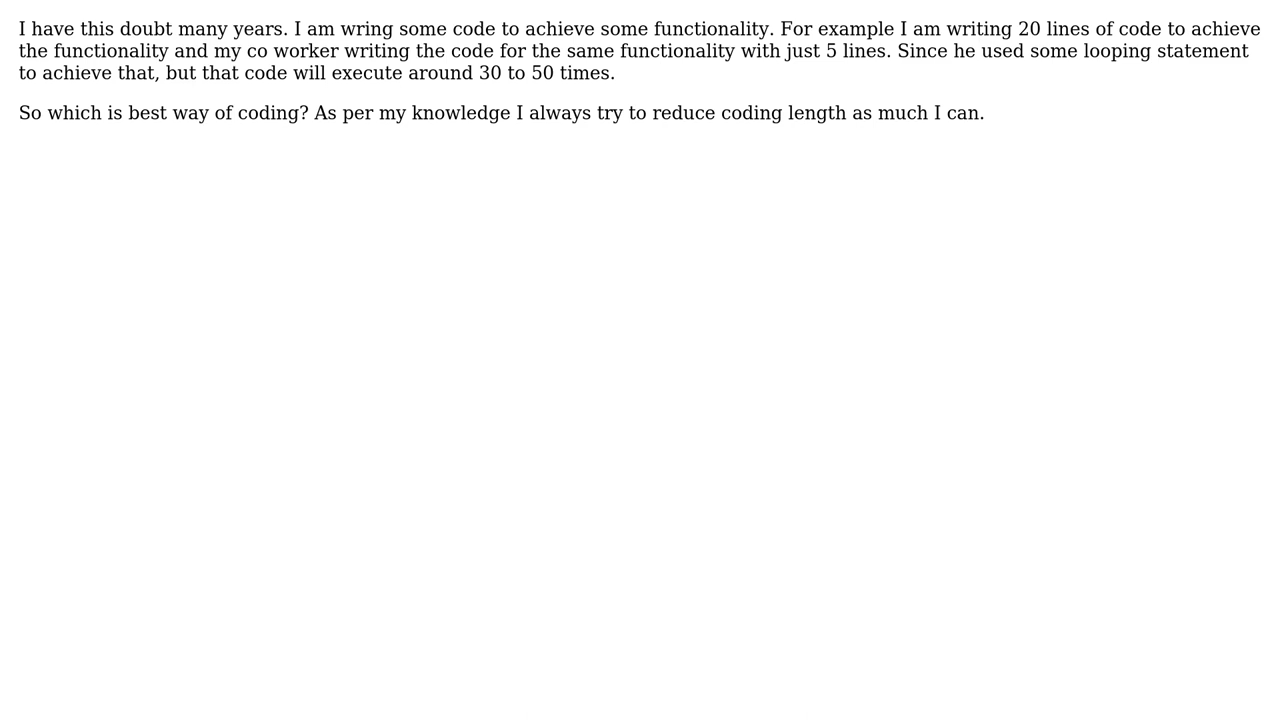 I have this doubt many years. I am wring some code to achieve some functionality. For example I am writing 20 lines of code to achieve
the functionality and my co worker writing the code for the same functionality with just 5 lines. Since he used some looping statement
to achieve that, but that code will execute around 30 to 50 times.
So which is best way of coding? As per my knowledge I always try to reduce coding length as much I can.